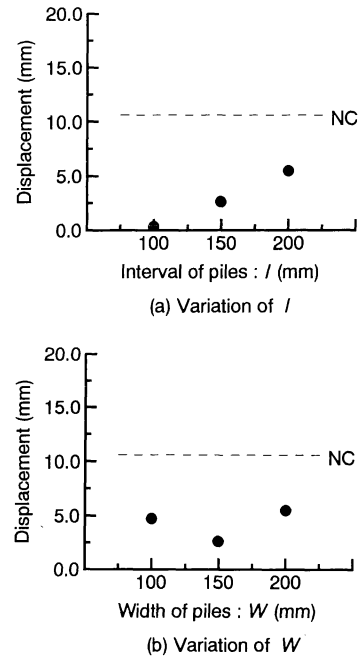 20.0
15.0
10.0
5.0
0.0
Displacement (mm)
NC
100 150 200
Interval of piles : I (mm)
(a) Variation of I
20.0
15.0
10.0
5.0
0.0
Displacement (mm)
NC
100 150 200
Width of piles : W (mm)
(b) Variation of W